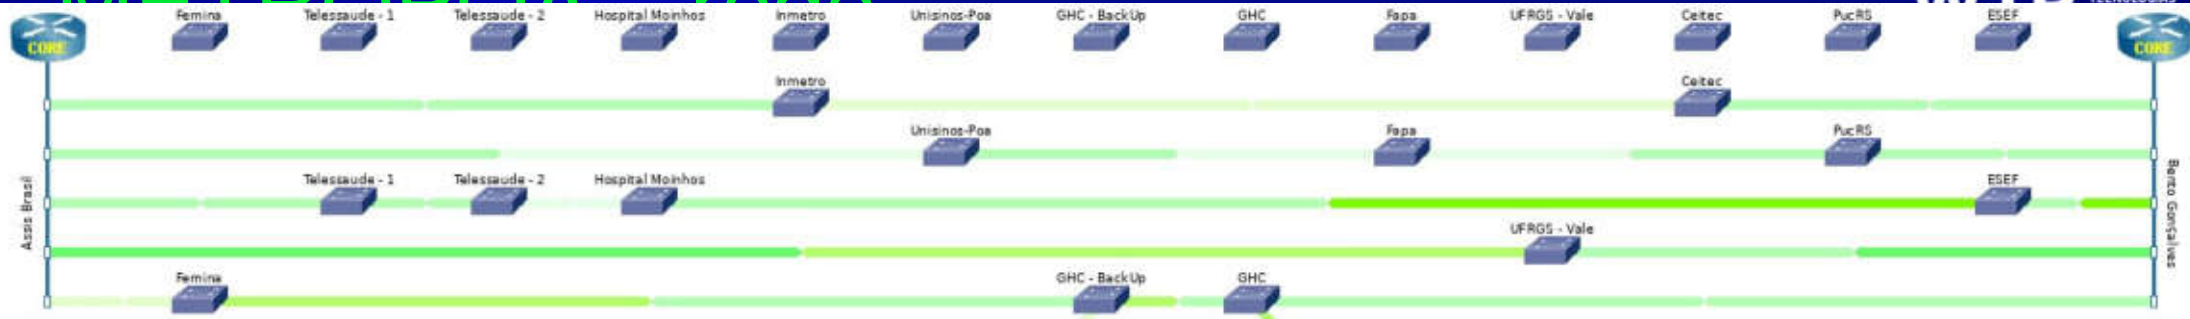 TECNOLOGIAS
Femina Telessaude - 1 Telessaude - 2 Hospital Moinhos Inmetro Unisinos-Poa GHC - BackUp GHC Fapa UFRGS - Vale Ceitec PucRS ESEF
CORE CORE
Inmetro Ceitec
Unisinos-Poa Fapa PucRS
Telessaude - 1 Telessaude - 2 Hospital Moinhos ESEF
UFRGS - Vale
Femina GHC - BackUp GHC
Assis Brasil
Bento Gonsalves